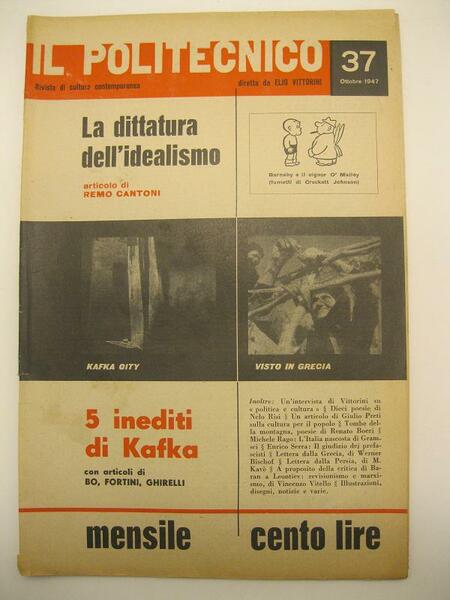 IL POLITECNICO
37
Ottobre 1947
Rivista di cultura contemporanea
diretta da ELIO VITTORINI
La dittatura
dell'idealismo
articolo di
REMO CANTONI
Barnaby e il signor O' Malley
(fumetti di Crockett Johnson)
KAFKA CITY
VISTO IN GRECIA
5 inediti
di Kafka
con articoli di
BO, FORTINI, GHIRELLI
Inoltre: Un'intervista di Vittorini su
« politica e cultura » § Dieci poesie di
Nelo Risi § Un articolo di Giulio Preti
sulla cultura per il popolo § Tombe del-
la montagna, poesie di Renato Boeri §
Michele Rago: L'Italia nascosta di Gram-
sci § Enrico Serra: Il giudizio dei prefa-
scisti § Lettera dalla Grecia, di Werner
Bischof § Lettera dalla Persia, di M.
Kavè § A proposito della critica di Ba-
ran a Leontiev: revisionismo e marxi-
smo, di Vincenzo Vitello § Illustrazioni,
disegni, notizie e varie.
mensile
cento lire